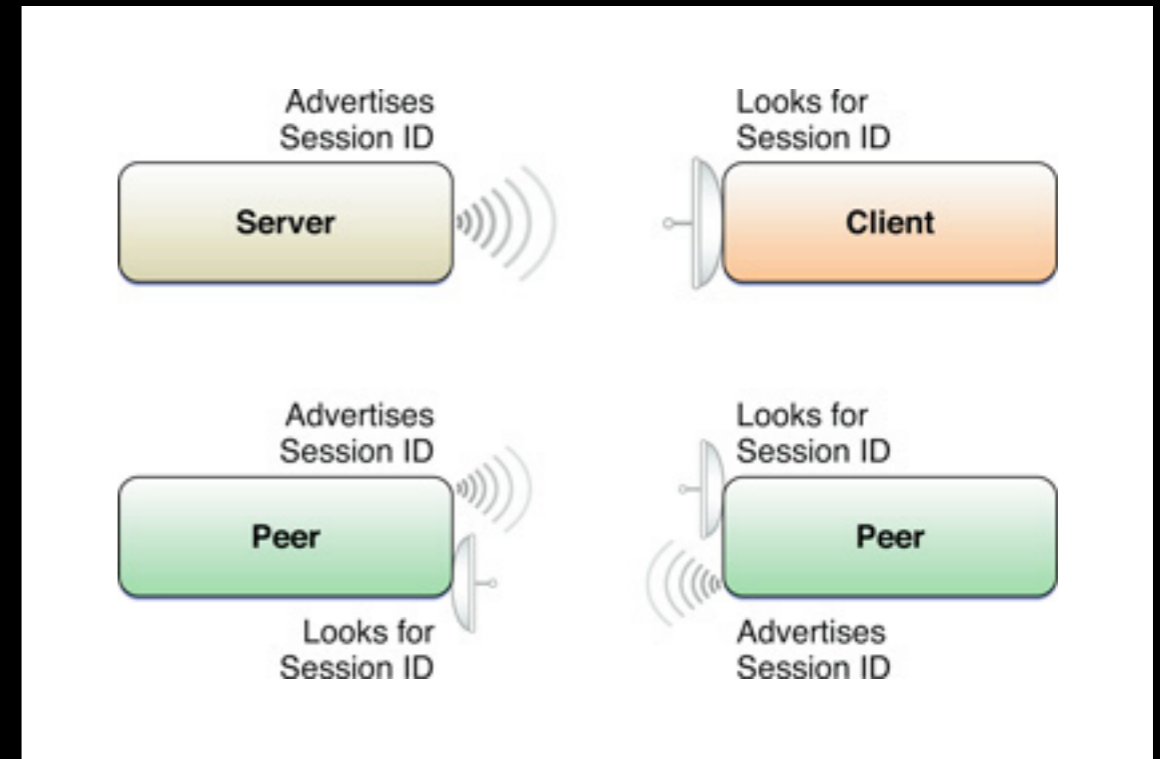 Advertises
Session ID
Server
Looks for
Session ID
Client
Advertises
Session ID
Peer
Looks for
Session ID
Looks for
Session ID
Peer
Advertises
Session ID